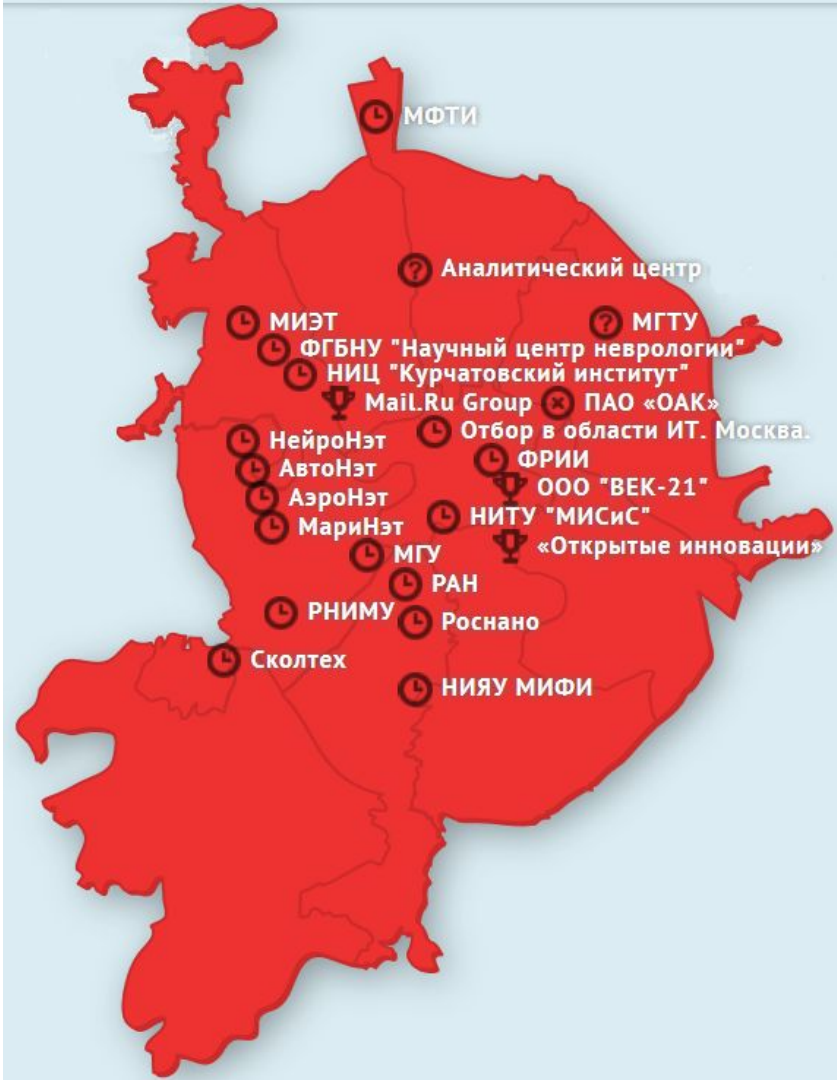 МФТИ
Аналитический центр
МИЭТ
МГТУ
ФГБНУ "Научный центр неврологии"
НИЦ "Курчатовский институт"
Mail.Ru Group
ПАО «ОАК»
Отбор в области ИТ. Москва.
НейроНэт
ФРИИ
АвтоНэт
ООО "ВЕК-21"
АэроНэт
НИТУ "МИСиС"
МариНэт
«Открытые инновации»
МГУ
РАН
РНИМУ
Роснано
Сколтех
НИЯУ МИФИ